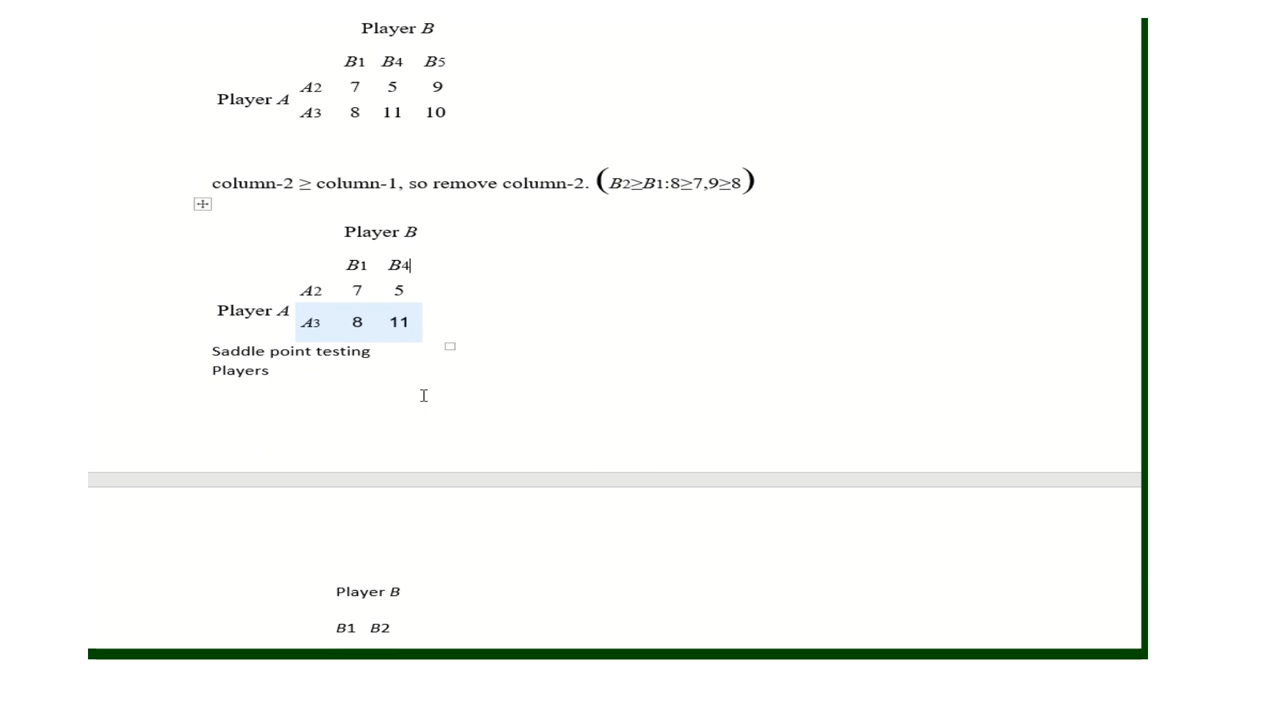 Player B
B1 B4 B5
A2 7 5 9
Player A
A3 8 11 10
column-2 ≥ column-1, so remove column-2. (B2≥B1:8≥7,9≥8)
Player B
B1 B4
A2 7 5
Player A
A3 8 11
Saddle point testing
Players
Player B
B1 B2